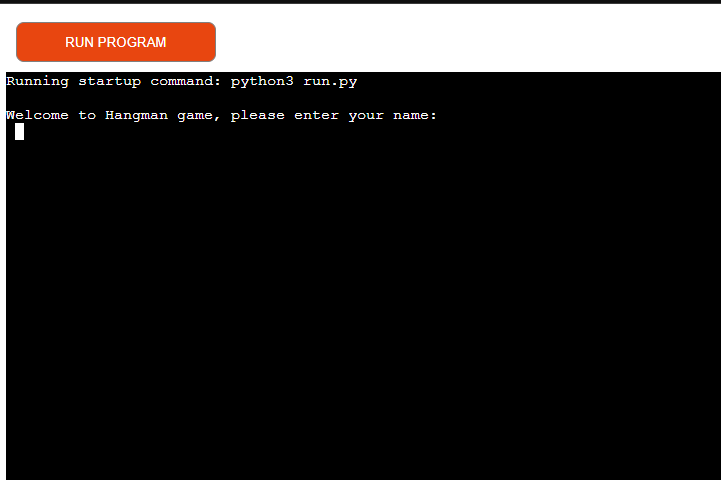 RUN PROGRAM
Running startup command: python3 run.py
Welcome to Hangman game, please enter your name: